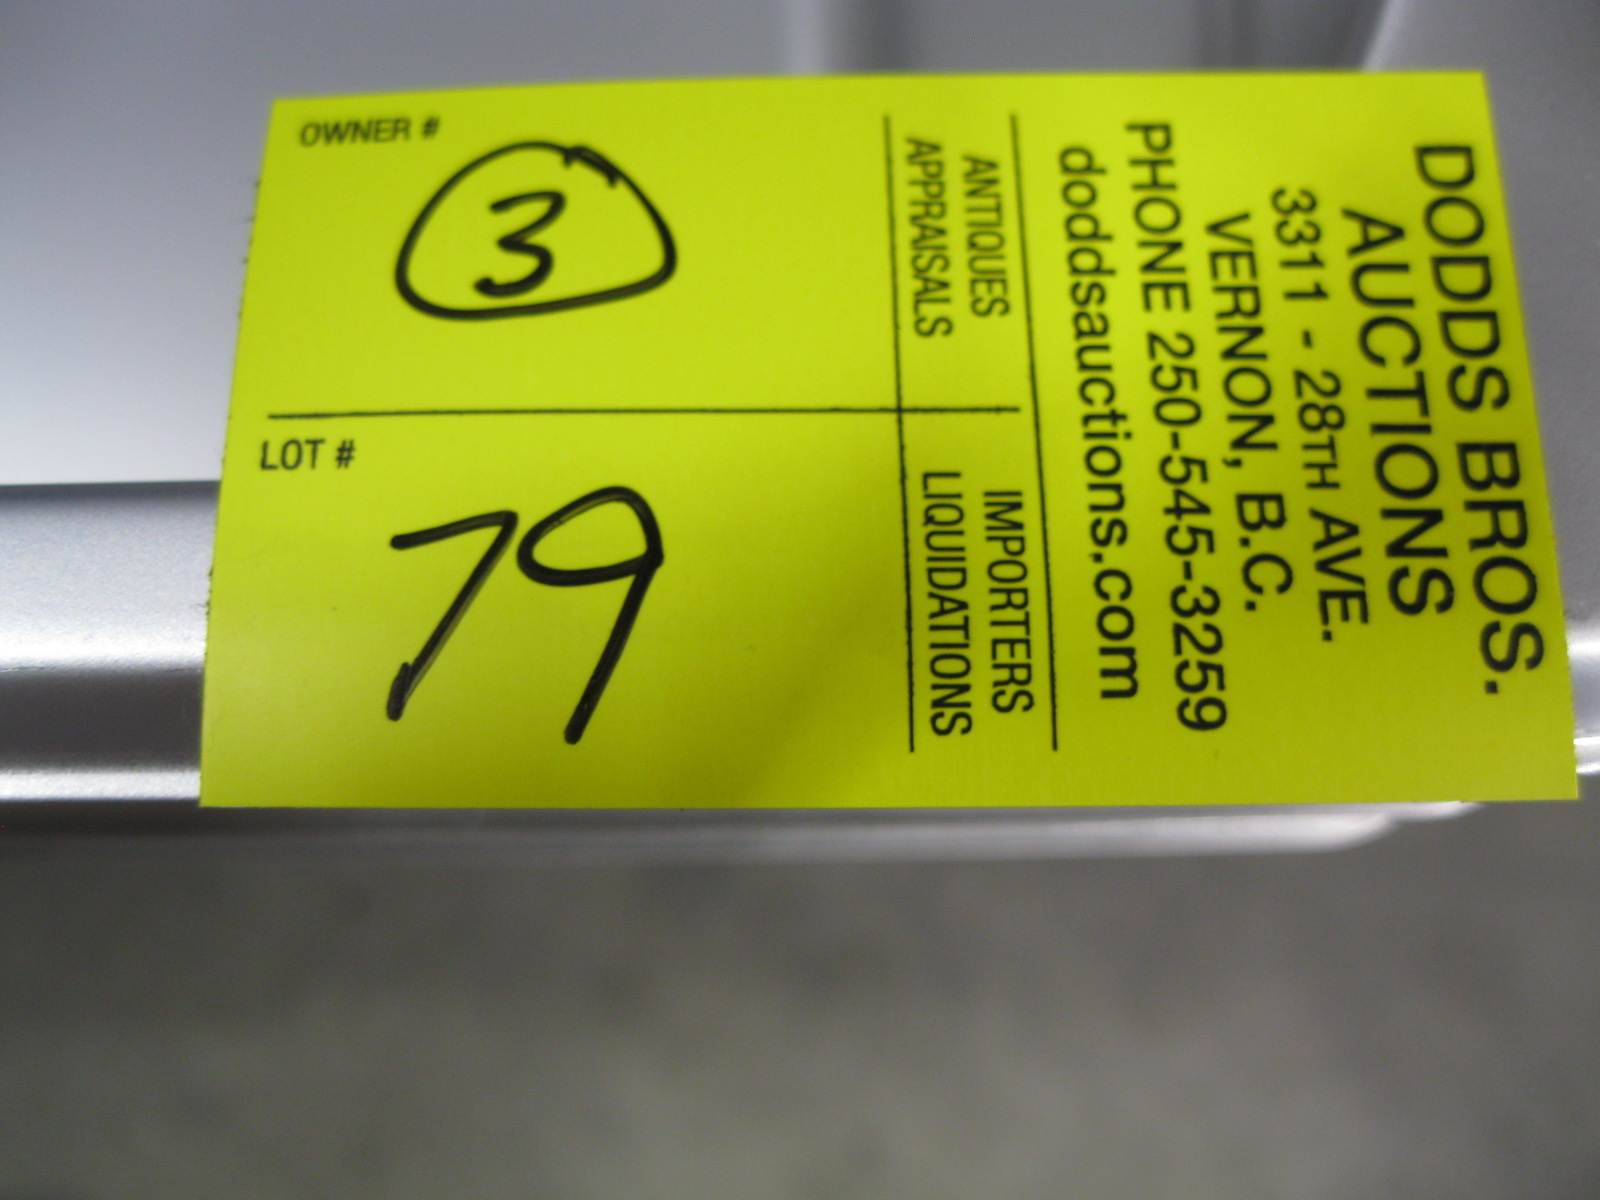 DODDS BROS.
AUCTIONS
3311 - 28TH AVE.
VERNON, B.C.
PHONE 250-545-3259
doddsauctions.com
ANTIQUES
APPRAISALS
IMPORTERS
LIQUIDATIONS
OWNER #
3
LOT #
79